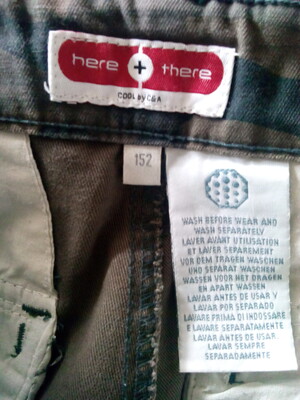 here + there
COOL BY C&A
152
WASH BEFORE WEAR AND
WASH SEPARATELY
LAVER AVANT UTILISATION
ET LAVER SEPAREMENT
VOR DEM TRAGEN WASCHEN
UND SEPARAT WASCHEN
WASSEN VOOR HET DRAGEN
EN APART WASSEN
LAVAR ANTES DE USAR Y
LAVAR POR SEPARADO
LAVARE PRIMA DI INDOSSARE
E LAVARE SEPARATAMENTE
LAVAR ANTES DE USAR.
LAVAR SEMPRE
SEPARADAMENTE